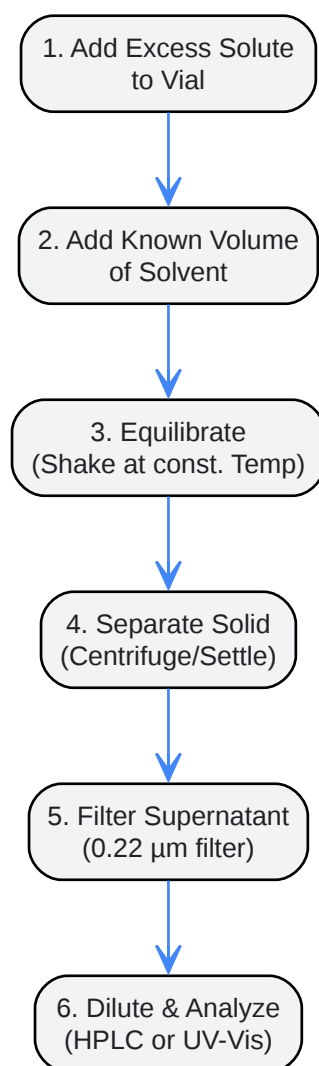 1. Add Excess Solute
to Vial
2. Add Known Volume
of Solvent
3. Equilibrate
(Shake at const. Temp)
4. Separate Solid
(Centrifuge/Settle)
5. Filter Supernatant
(0.22 µm filter)
6. Dilute & Analyze
(HPLC or UV-Vis)